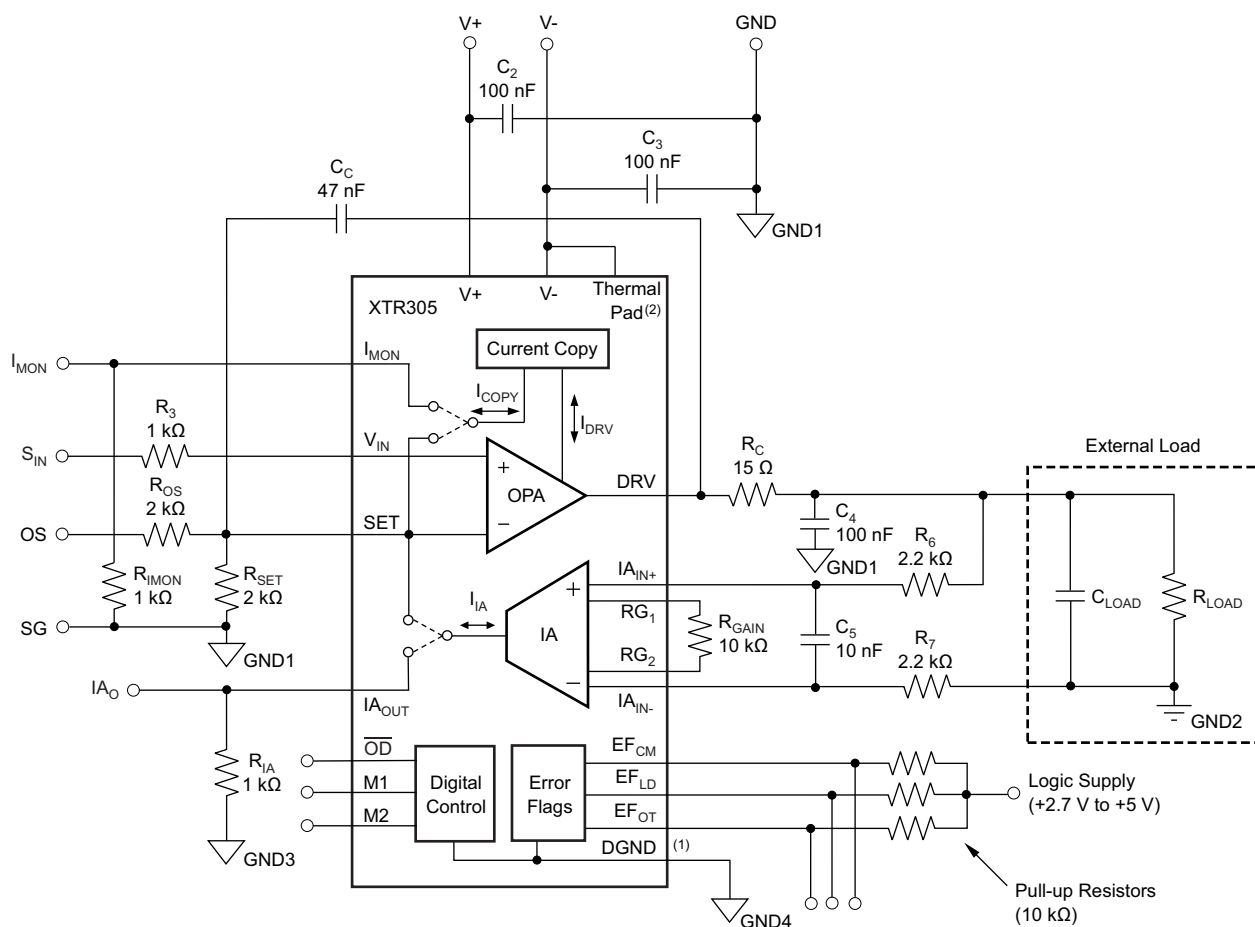 V+
V-
GND
C2
100 nF
C3
100 nF
CC
47 nF
GND1
V+
V-
Thermal
Pad(2)
XTR305
Current Copy
IMON
IMON
ICOPY
IDRV
R3
1 kΩ
SIN
VIN
+
OPA
−
DRV
RC
15 Ω
External Load
ROS
2 kΩ
OS
SET
C4
100 nF
GND1
R6
2.2 kΩ
RIMON
1 kΩ
RSET
2 kΩ
SG
GND1
IIA
IAIN+
+
RG1
IA
RGAIN
10 kΩ
RG2
−
IAIN-
C5
10 nF
R7
2.2 kΩ
CLOAD
RLOAD
GND2
IAO
IAOUT
RIA
1 kΩ
GND3
OD
M1
M2
Digital
Control
Error
Flags
EFCM
EFLD
EFOT
DGND
(1)
GND4
Logic Supply
(+2.7 V to +5 V)
Pull-up Resistors
(10 kΩ)